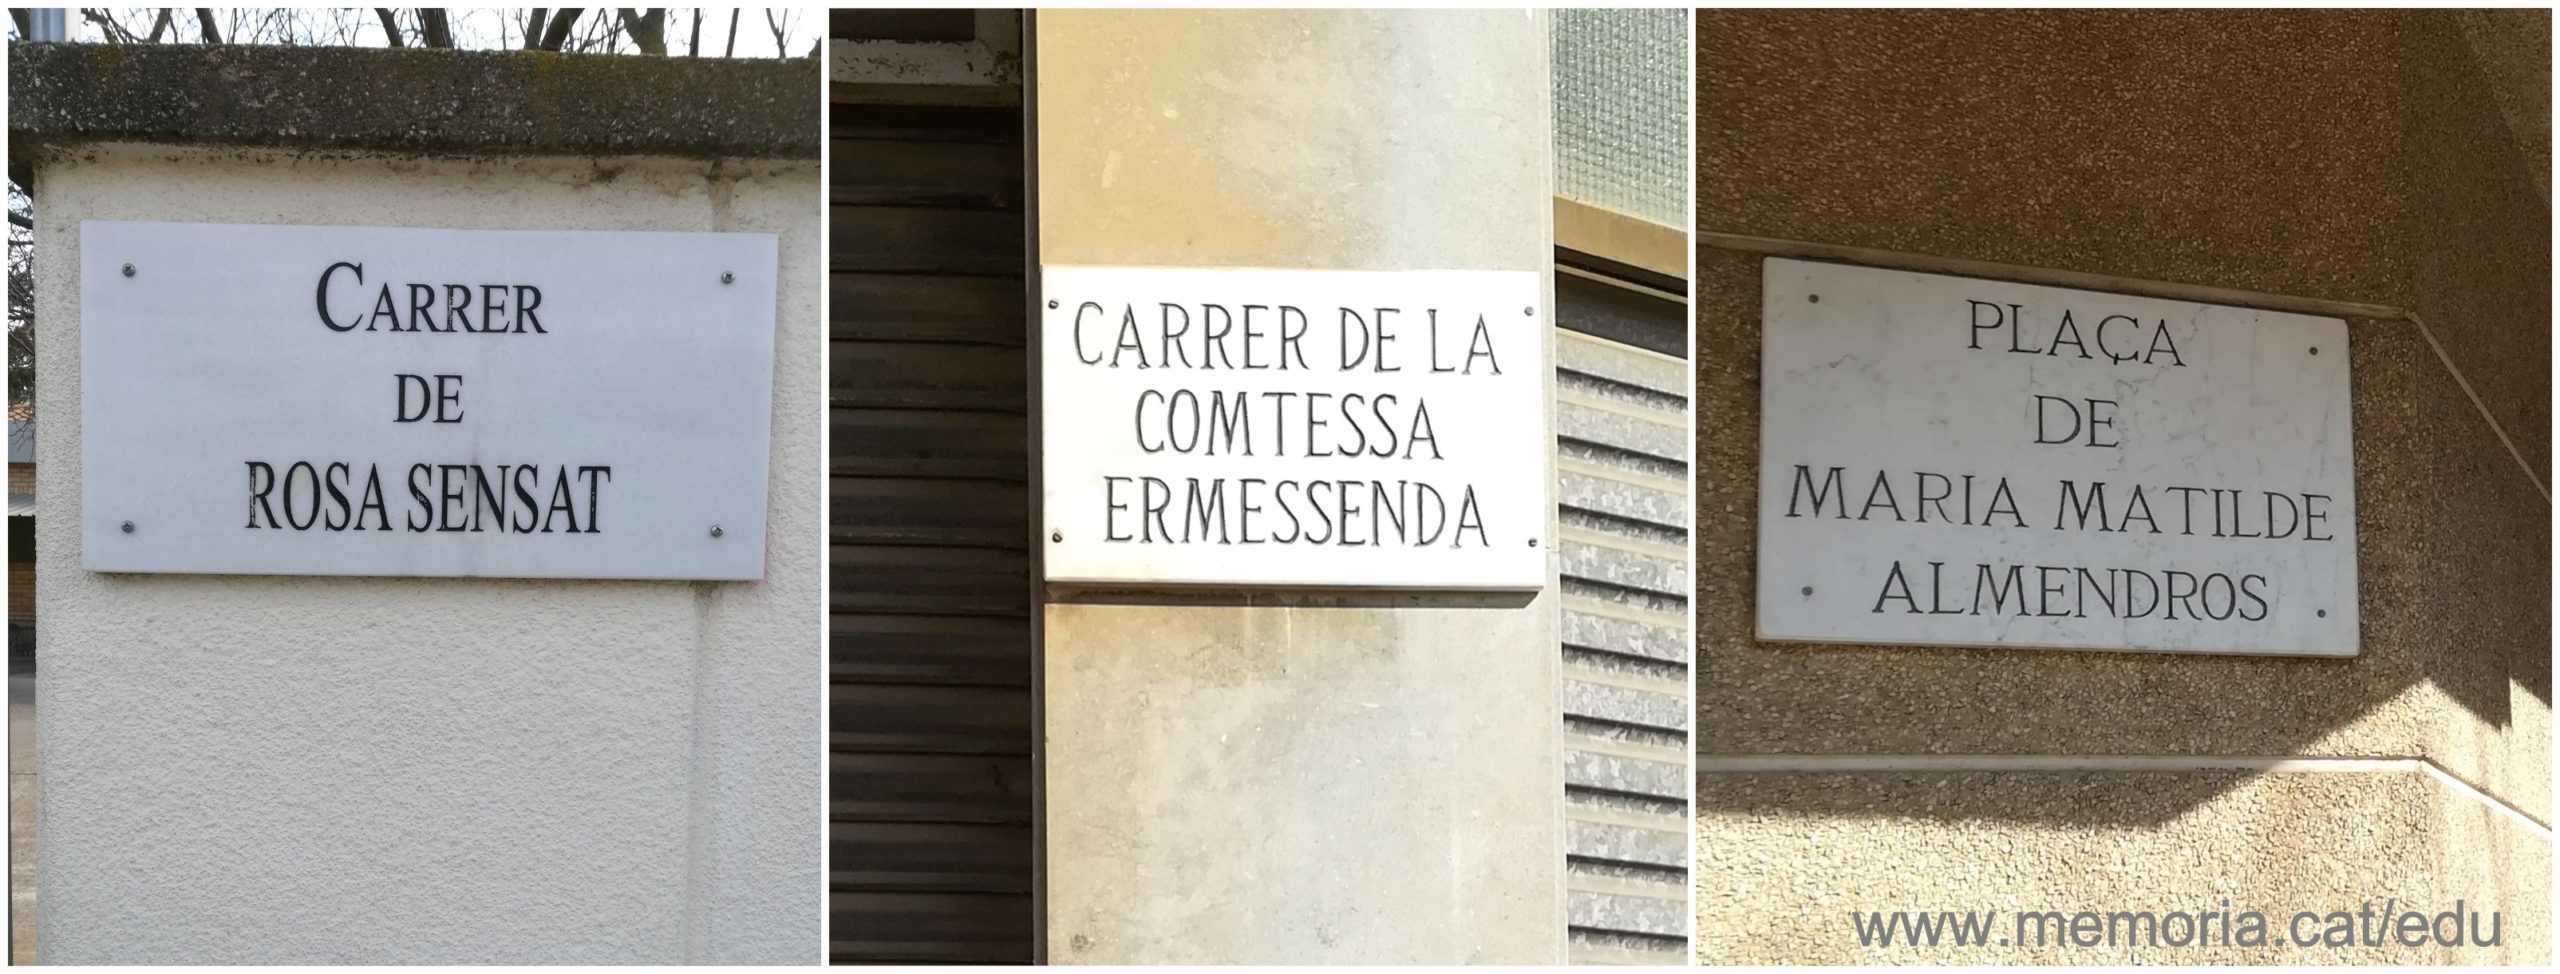 CARRER
DE
ROSA SENSAT
CARRER DE LA
COMTESSA
ERMESSENDA
PLAÇA
DE
MARIA MATILDE
ALMENDROS
www.memoria.cat/edu